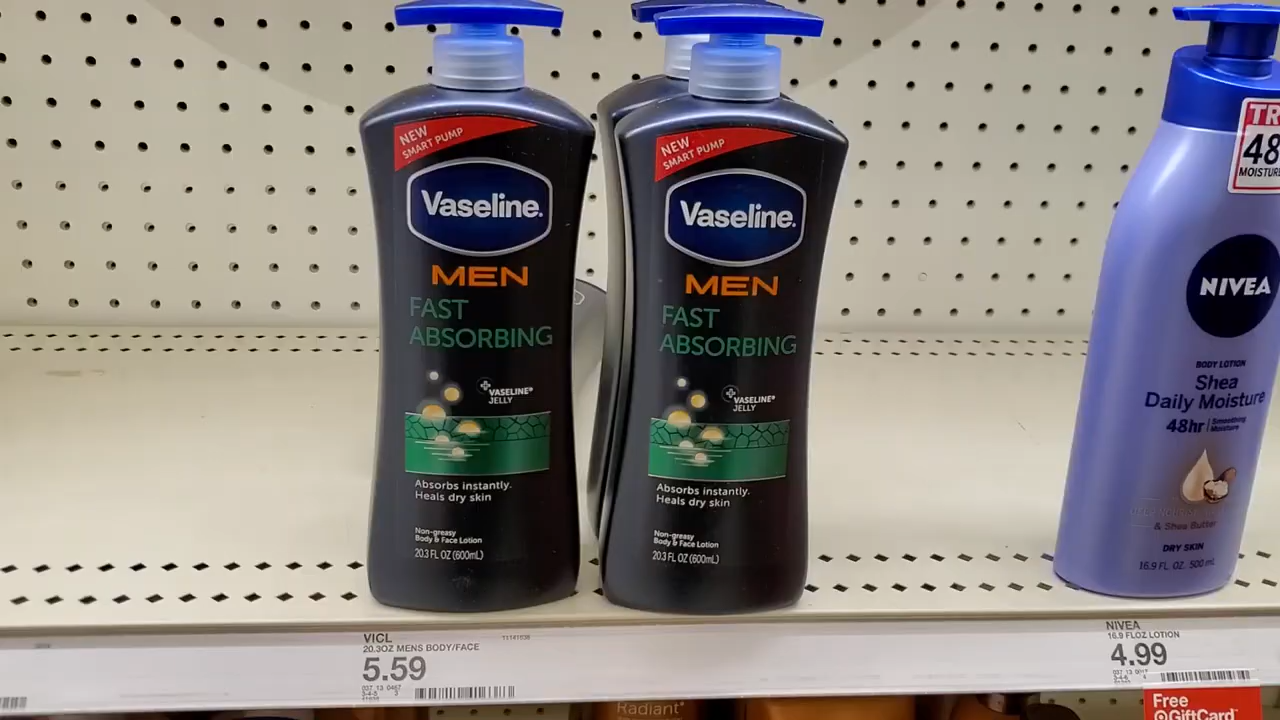 NEW
SMART PUMP
Vaseline.
MEN
FAST
ABSORBING
VASELINE®
JELLY
Absorbs instantly.
Heals dry skin
Non-greasy
Body & Face Lotion
20.3 FL OZ (600mL)
NEW
SMART PUMP
Vaseline.
MEN
FAST
ABSORBING
VASELINE®
JELLY
Absorbs instantly.
Heals dry skin
Non-greasy
Body & Face Lotion
20.3 FL OZ (600mL)
48
MOISTURE
NIVEA
BODY LOTION
Shea
Daily Moisture
48hr Smoothing
Moisture
& Shea Butter
DRY SKIN
16.9 FL. OZ. 500 mL
VICL
20.3OZ MENS BODY/FACE
5.59
NIVEA
16.9 FLOZ LOTION
4.99
Radiant
Free
GiftCard